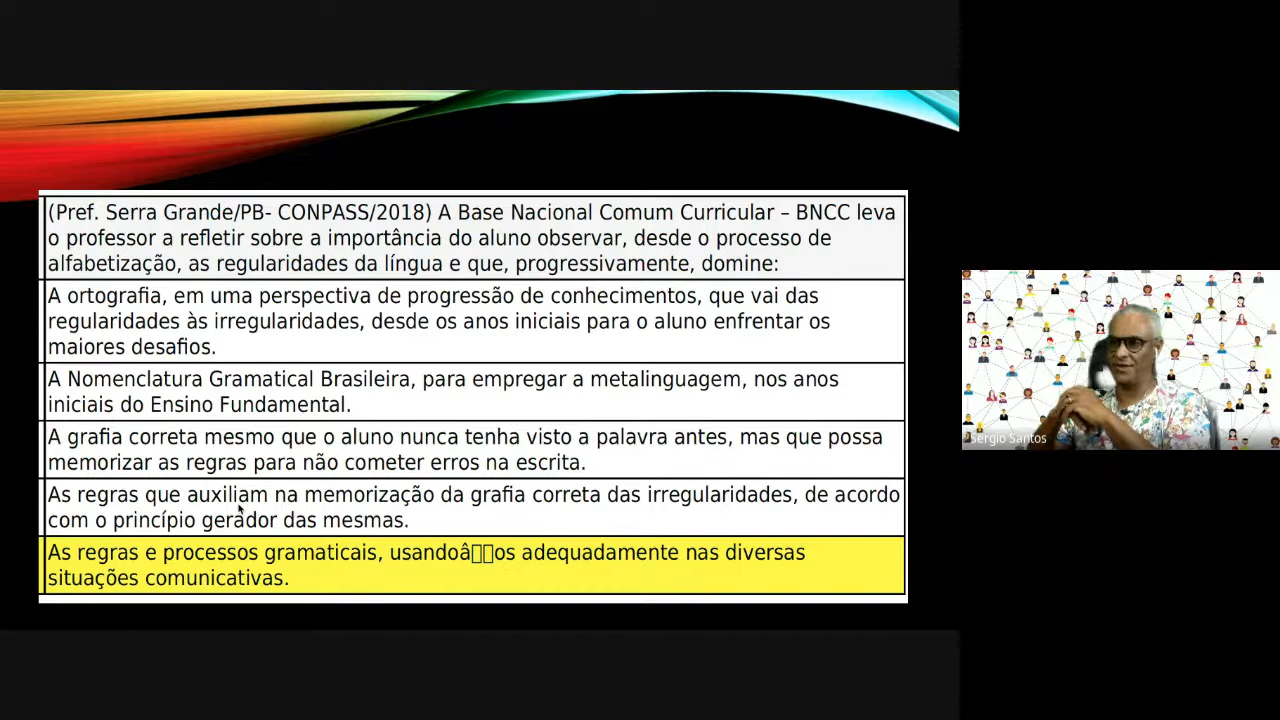 (Pref. Serra Grande/PB- CONPASS/2018) A Base Nacional Comum Curricular – BNCC leva
o professor a refletir sobre a importância do aluno observar, desde o processo de
alfabetização, as regularidades da língua e que, progressivamente, domine:
A ortografia, em uma perspectiva de progressão de conhecimentos, que vai das
regularidades às irregularidades, desde os anos iniciais para o aluno enfrentar os
maiores desafios.
A Nomenclatura Gramatical Brasileira, para empregar a metalinguagem, nos anos
iniciais do Ensino Fundamental.
A grafia correta mesmo que o aluno nunca tenha visto a palavra antes, mas que possa
memorizar as regras para não cometer erros na escrita.
As regras que auxiliam na memorização da grafia correta das irregularidades, de acordo
com o princípio gerador das mesmas.
As regras e processos gramaticais, usandoâ▯▯os adequadamente nas diversas
situações comunicativas.
Sergio Santos